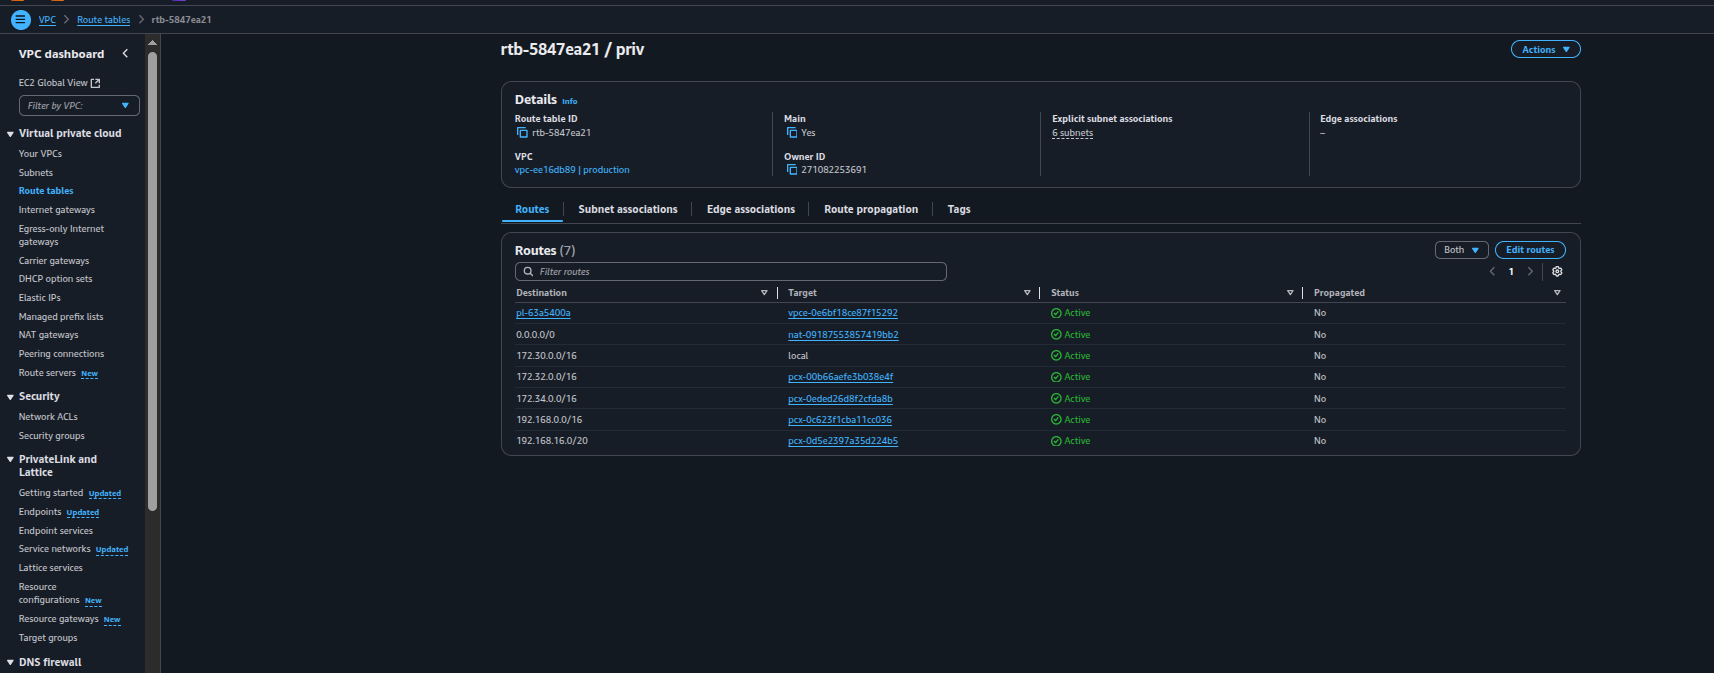 VPC > Route tables > rtb-5847ea21
VPC dashboard
EC2 Global View
Filter by VPC:
Virtual private cloud
Your VPCs
Subnets
Route tables
Internet gateways
Egress-only Internet
gateways
Carrier gateways
DHCP option sets
Elastic IPs
Managed prefix lists
NAT gateways
Peering connections
Route servers New
Security
Network ACLs
Security groups
PrivateLink and
Lattice
Getting started Updated
Endpoints Updated
Endpoint services
Service networks Updated
Lattice services
Resource
configurations New
Resource gateways New
Target groups
DNS firewall
rtb-5847ea21 / priv
Actions
Details Info
Route table ID
rtb-5847ea21
VPC
vpc-ee16db89 | production
Main
Yes
Owner ID
271082253691
Explicit subnet associations
6 subnets
Edge associations
–
Routes
Subnet associations
Edge associations
Route propagation
Tags
Routes (7)
Both
Edit routes
Filter routes
1
Destination Target Status Propagated
pl-63a5400a vpce-0e6bf18ce87f15292 Active No
0.0.0.0/0 nat-09187553857419bb2 Active No
172.30.0.0/16 local Active No
172.32.0.0/16 pcx-00b66aefe3b038e4f Active No
172.34.0.0/16 pcx-0eded26d8f2cfda8b Active No
192.168.0.0/16 pcx-0c623f1cba11cc036 Active No
192.168.16.0/20 pcx-0d5e2397a35d224b5 Active No